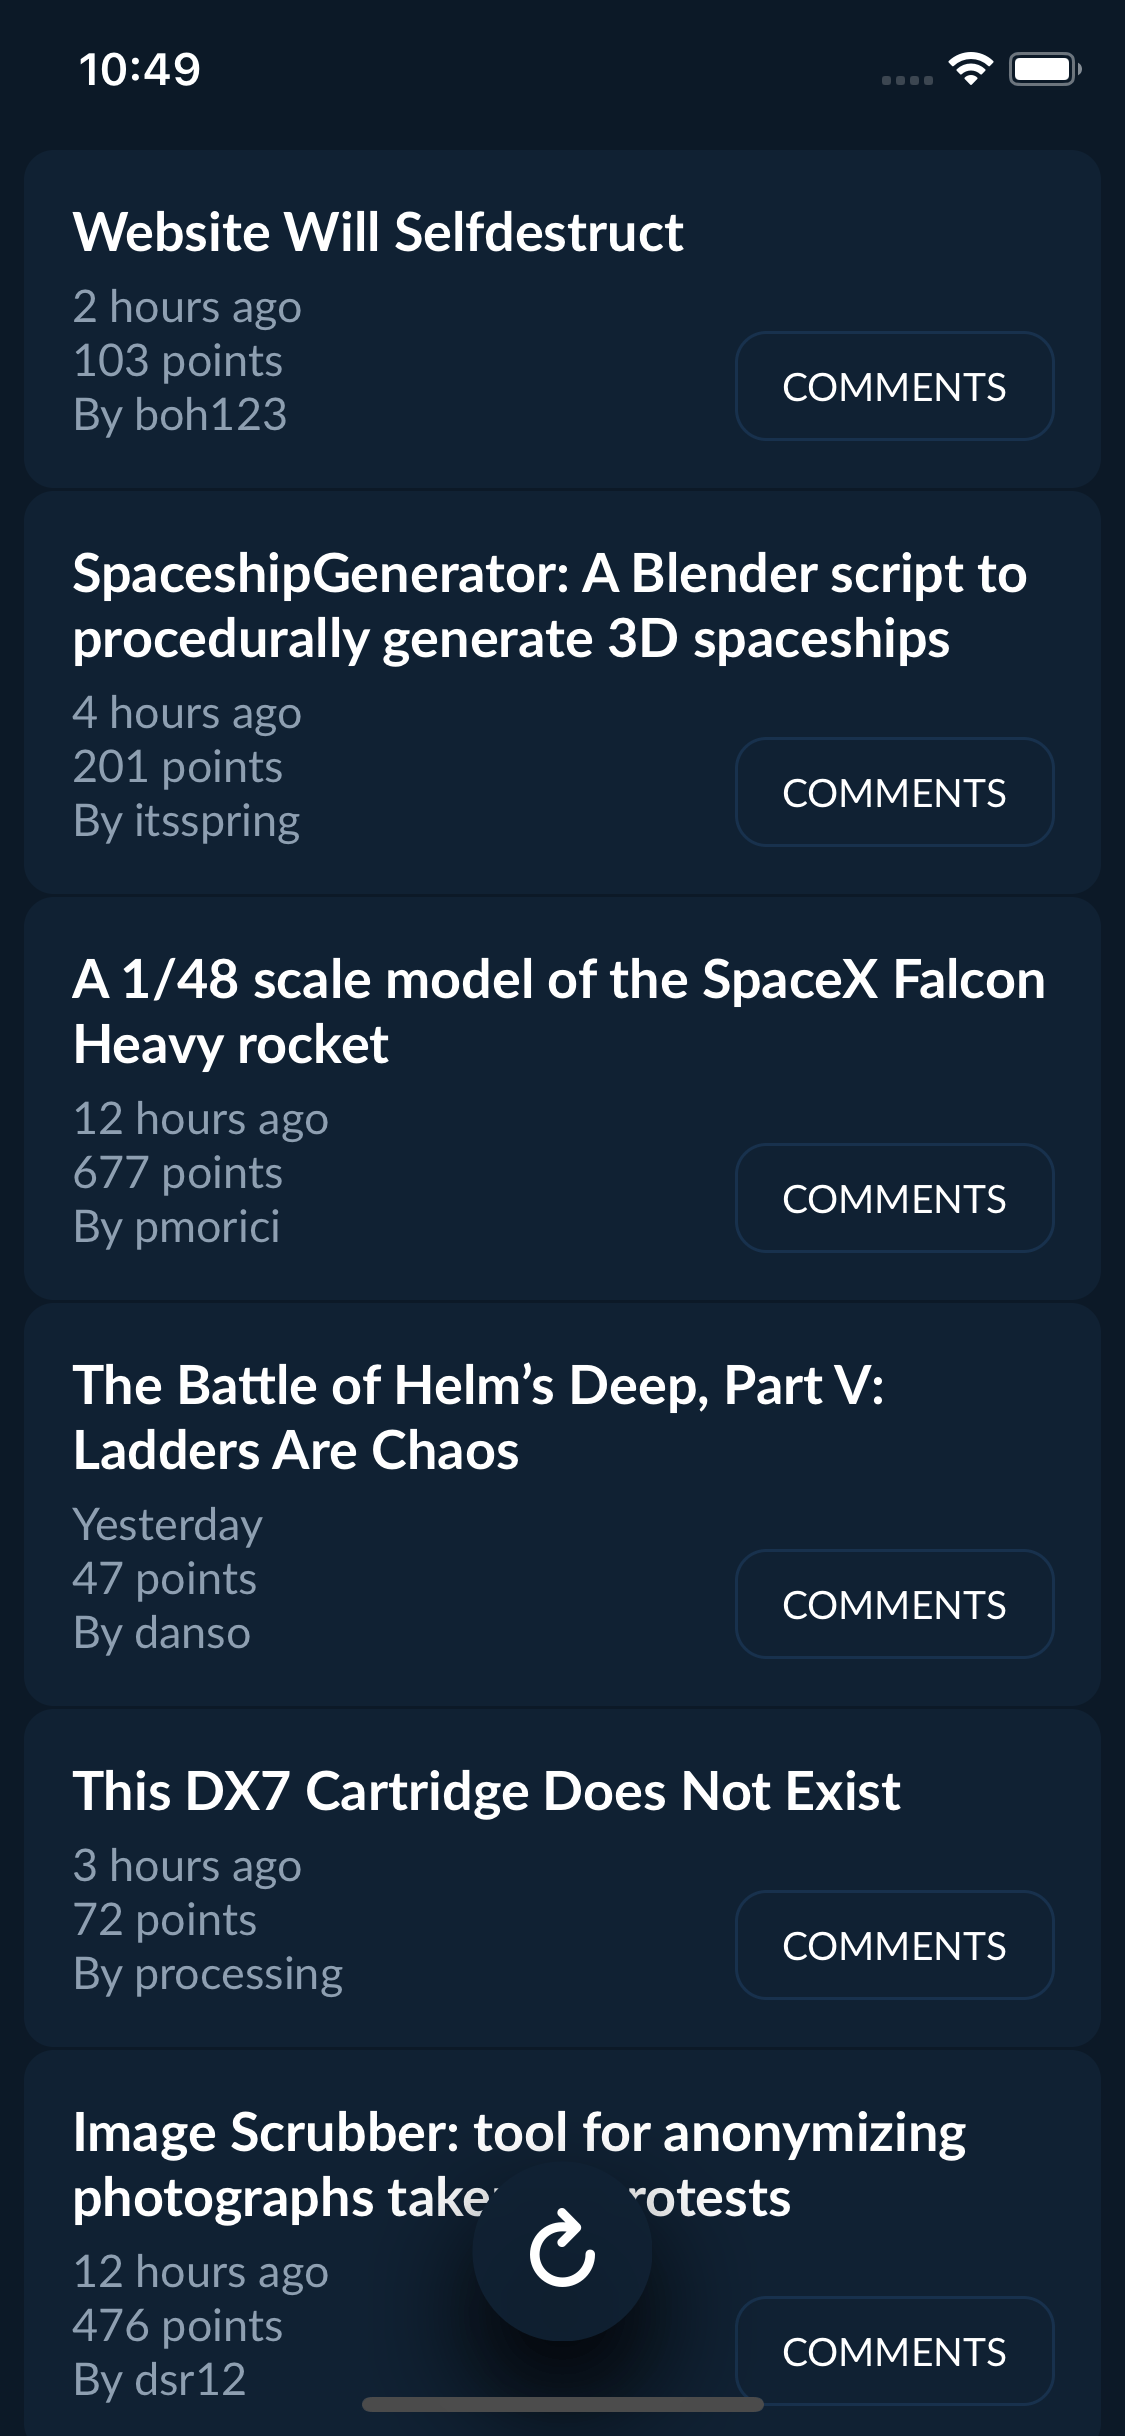 10:49
Website Will Selfdestruct
2 hours ago
103 points
By boh123
COMMENTS
SpaceshipGenerator: A Blender script to
procedurally generate 3D spaceships
4 hours ago
201 points
By itsspring
COMMENTS
A 1/48 scale model of the SpaceX Falcon
Heavy rocket
12 hours ago
677 points
By pmorici
COMMENTS
The Battle of Helm’s Deep, Part V:
Ladders Are Chaos
Yesterday
47 points
By danso
COMMENTS
This DX7 Cartridge Does Not Exist
3 hours ago
72 points
By processing
COMMENTS
Image Scrubber: tool for anonymizing
photographs
12 hours ago
476 points
By dsr12
COMMENTS